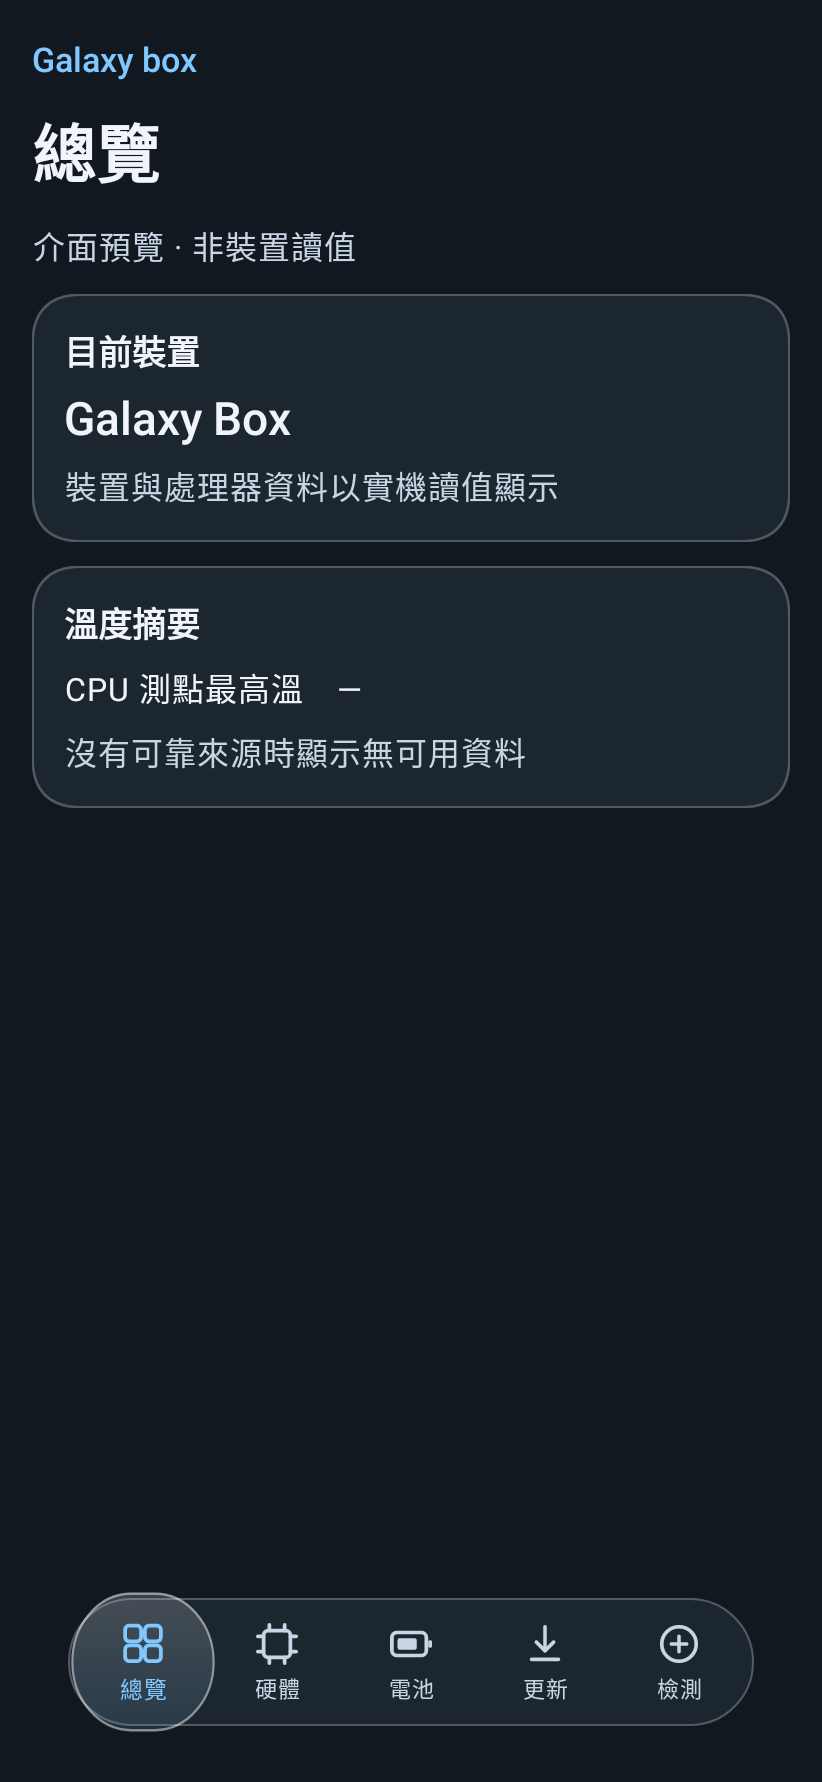 Galaxy box
總覽
介面預覽 · 非裝置讀值
目前裝置
Galaxy Box
裝置與處理器資料以實機讀值顯示
溫度摘要
CPU 測點最高溫 —
沒有可靠來源時顯示無可用資料
總覽
硬體
電池
更新
檢測